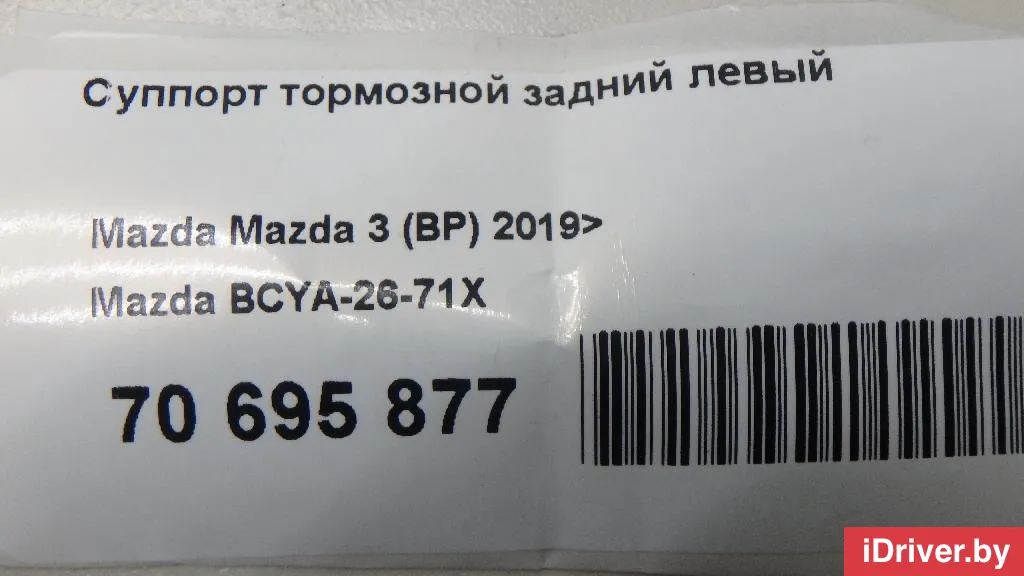 Суппорт тормозной задний левый
Mazda Mazda 3 (BP) 2019>
Mazda BCYA-26-71X
70 695 877
iDriver.by